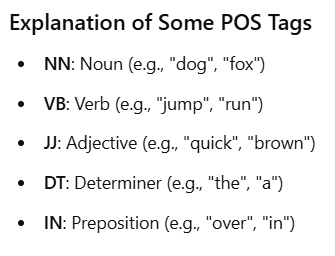 Explanation of Some POS Tags
• NN: Noun (e.g., "dog", "fox")
• VB: Verb (e.g., "jump", "run")
• JJ: Adjective (e.g., "quick", "brown")
• DT: Determiner (e.g., "the", "a")
• IN: Preposition (e.g., "over", "in")